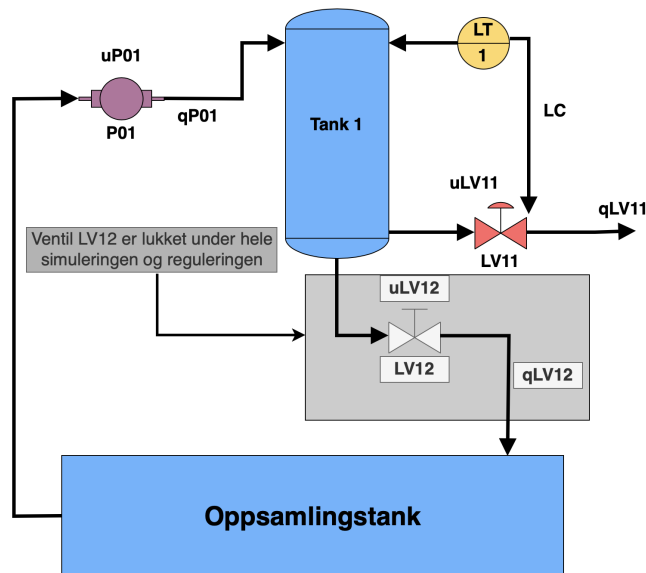 uP01
P01
qP01
Tank 1
LT
1
LC
uLV11
qLV11
LV11
Ventil LV12 er lukket under hele
simuleringen og reguleringen
uLV12
LV12
qLV12
Oppsamlingstank